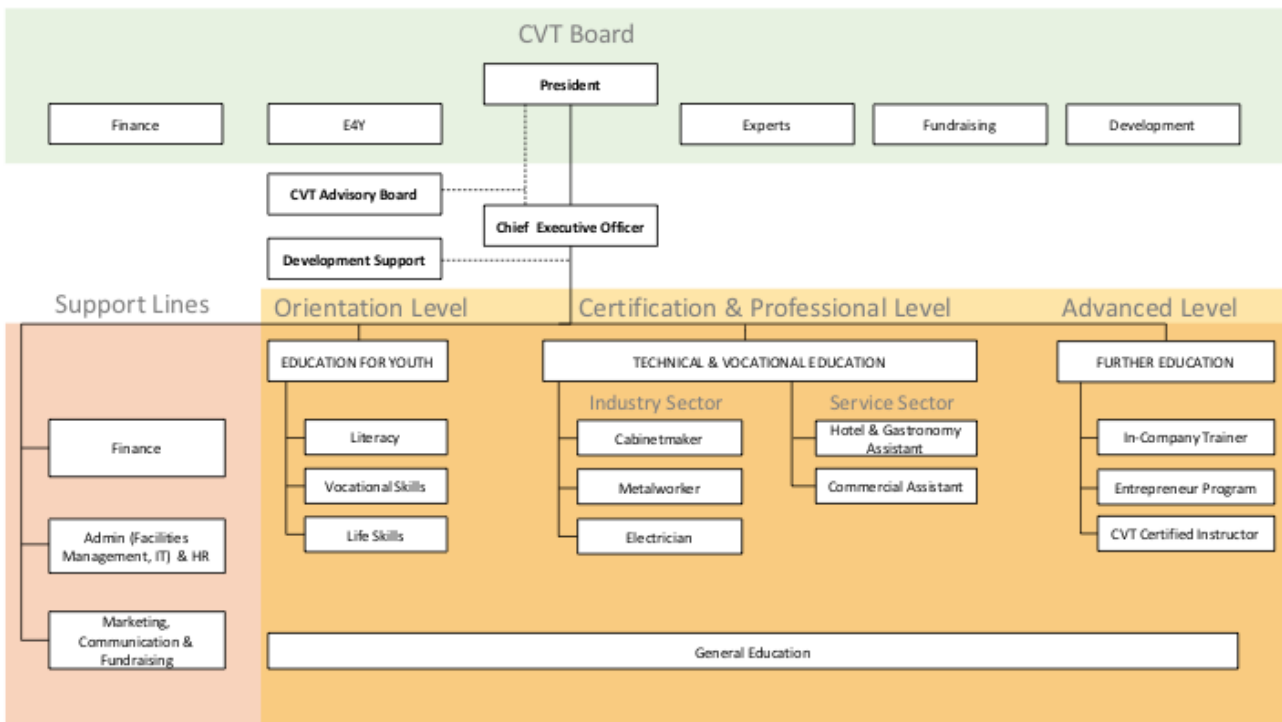 CVT Board
President
Finance
E4Y
Experts
Fundraising
Development
CVT Advisory Board
Chief Executive Officer
Development Support
Support Lines
Orientation Level
Certification & Professional Level
Advanced Level
EDUCATION FOR YOUTH
TECHNICAL & VOCATIONAL EDUCATION
FURTHER EDUCATION
Industry Sector
Service Sector
Finance
Literacy
Cabinetmaker
Hotel & Gastronomy
Assistant
In-Company Trainer
Vocational Skills
Metalworker
Commercial Assistant
Entrepreneur Program
Admin (Facilities
Management, IT) & HR
Life Skills
Electrician
CVT Certified Instructor
Marketing,
Communication &
Fundraising
General Education